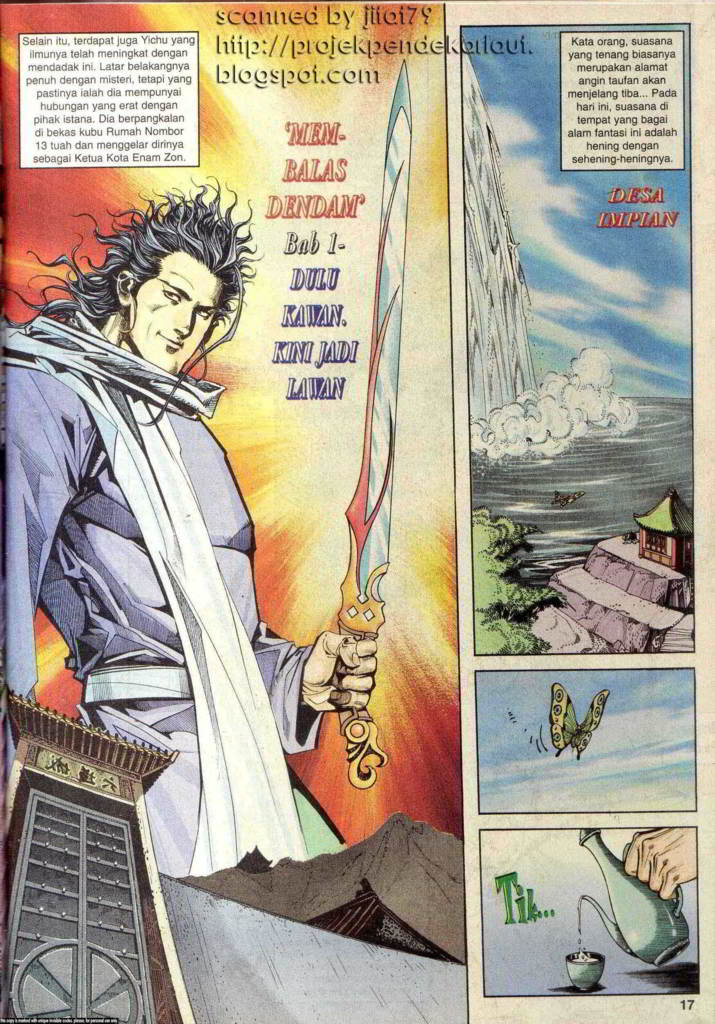 scanned by jiiai79
http://projekpendekarlaut.
blogspot.com
Selain itu, terdapat juga Yichu yang
ilmunya telah meningkat dengan
mendadak ini. Latar belakangnya
penuh dengan misteri, tetapi yang
pastinya ialah dia mempunyai
hubungan yang erat dengan
pihak istana. Dia berpangkalan
di bekas kubu Rumah Nombor
13 tuah dan menggelar dirinya
sebagai Ketua Kota Enam Zon.
'MEM-
BALAS
DENDAM'
Bab 1-
DULU
KAWAN.
KINI JADI
LAWAN
Kata orang, suasana
yang tenang biasanya
merupakan alamat
angin taufan akan
menjelang tiba... Pada
hari ini, suasana di
tempat yang bagai
alam fantasi ini adalah
hening dengan
sehening-heningnya.
DESA
IMPIAN
Tik...
17